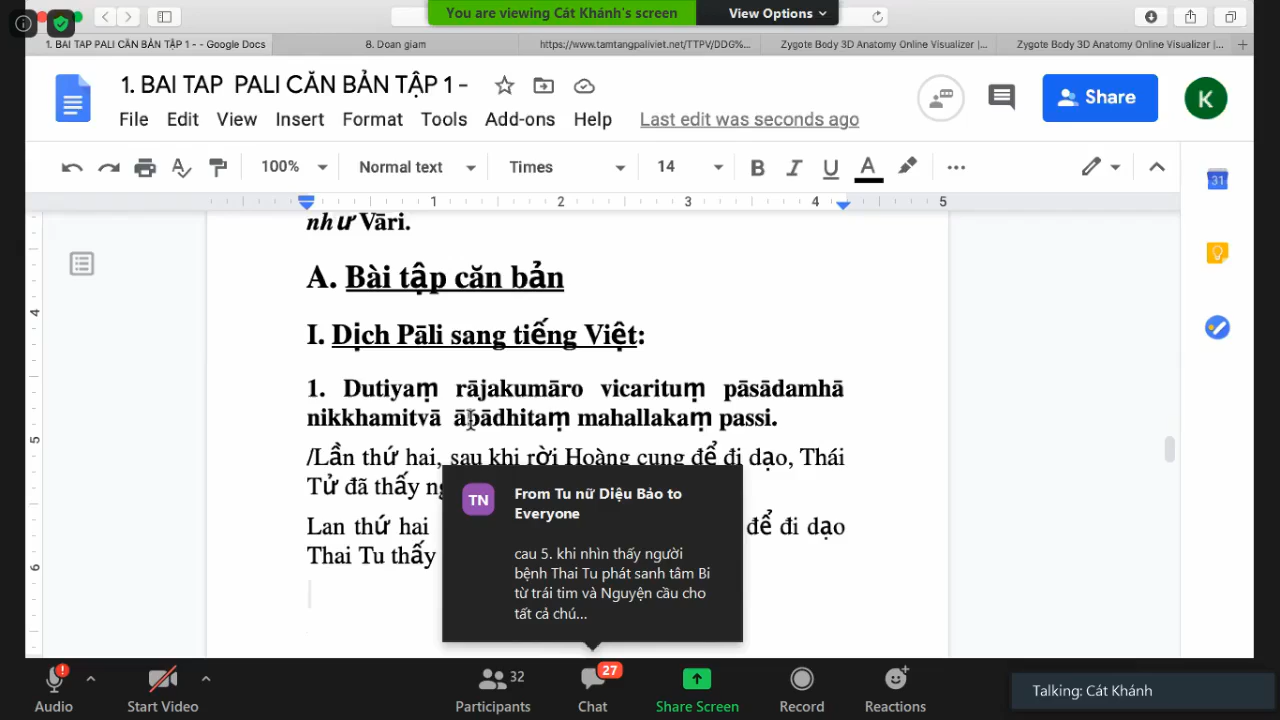 You are viewing Cát Khánh's screen
View Options
1. BAI TAP PALI CĂN BẢN TẬP 1 - - Google Docs
8. Doan giam
https://www.tamtangpaliviet.net/TTPV/DDG%...
Zygote Body 3D Anatomy Online Visualizer |...
Zygote Body 3D Anatomy Online Visualizer |...
1. BAI TAP PALI CĂN BẢN TẬP 1 -
Share
K
File Edit View Insert Format Tools Add-ons Help Last edit was seconds ago
100% Normal text Times 14 B I U A
31
1 2 3 4 5
như Vāri.
A. Bài tập căn bản
I. Dịch Pāli sang tiếng Việt:
1. Dutiyaṃ rājakumāro vicarituṃ pāsādamhā
nikkhamitvā ābādhitaṃ mahallakaṃ passi.
/Lần thứ hai, sau khi rời Hoàng cung để đi dạo, Thái
Tử đã thấy
Lan thứ hai để đi dạo
Thai Tu thấy
4
5
6
TN
From Tu nữ Diệu Bảo to
Everyone
cau 5. khi nhìn thấy người
bệnh Thai Tu phát sanh tâm Bi
từ trái tim và Nguyện cầu cho
tất cả chú...
Audio
Start Video
32
Participants
27
Chat
Share Screen
Record
Reactions
Talking: Cát Khánh